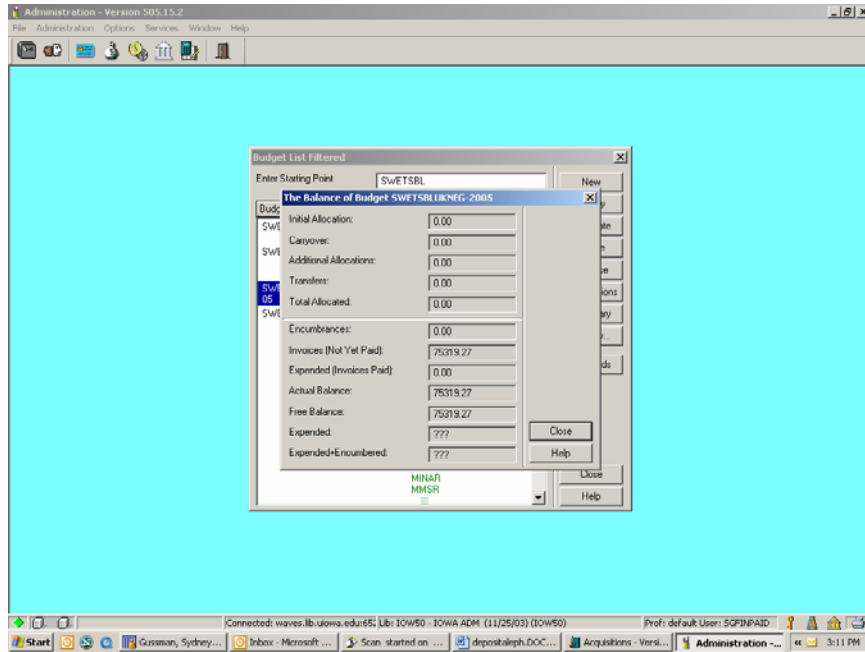 Administration - Version 505.15.2
File Administration Options Services Window Help
Budget List Filtered
Enter Starting Point SWETSBL New
The Balance of Budget SWETSBLUKNEG-2005
Initial Allocation: 0.00
Carryover: 0.00
Additional Allocations: 0.00
Transfers: 0.00
Total Allocated: 0.00
Encumbrances: 0.00
Invoices (Not Yet Paid): 75319.27
Expended (Invoices Paid): 0.00
Actual Balance: 75319.27
Free Balance: 75319.27
Expended: ???
Expended+Encumbered: ???
Close
Help
05
MINAR
MMSR
Close
Help
Connected: waves.lib.uiowa.edu:65 Lib: IOW50 - IOWA ADM (11/25/03) (IOW50) Prof: default User: SGFINPAID
Start Gussman, Sydney... Inbox - Microsoft ... Scan started on ... depositaleph.DOC... Acquisitions - Versi... Administration -... 3:11 PM